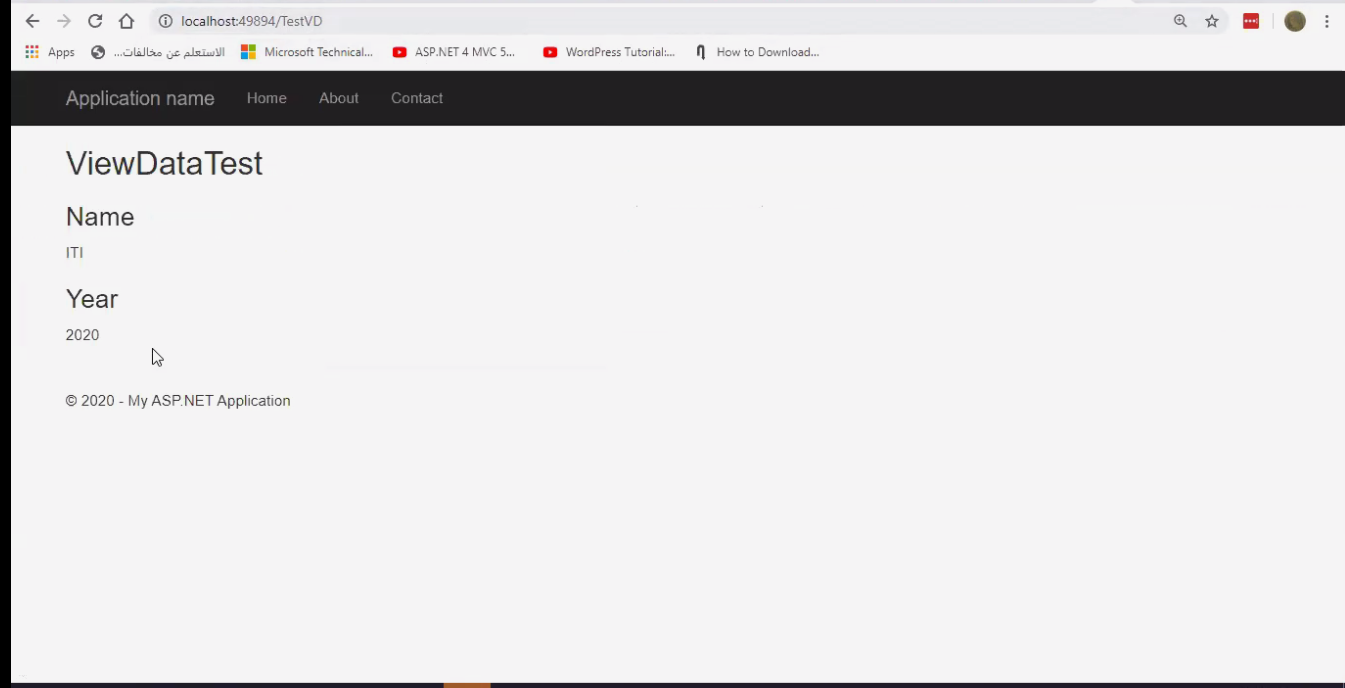 localhost:49894/TestVD
Apps الاستعلم عن مخالفات... Microsoft Technical... ASP.NET 4 MVC 5... WordPress Tutorial:... How to Download...
Application name Home About Contact
ViewDataTest
Name
ITI
Year
2020
© 2020 - My ASP.NET Application